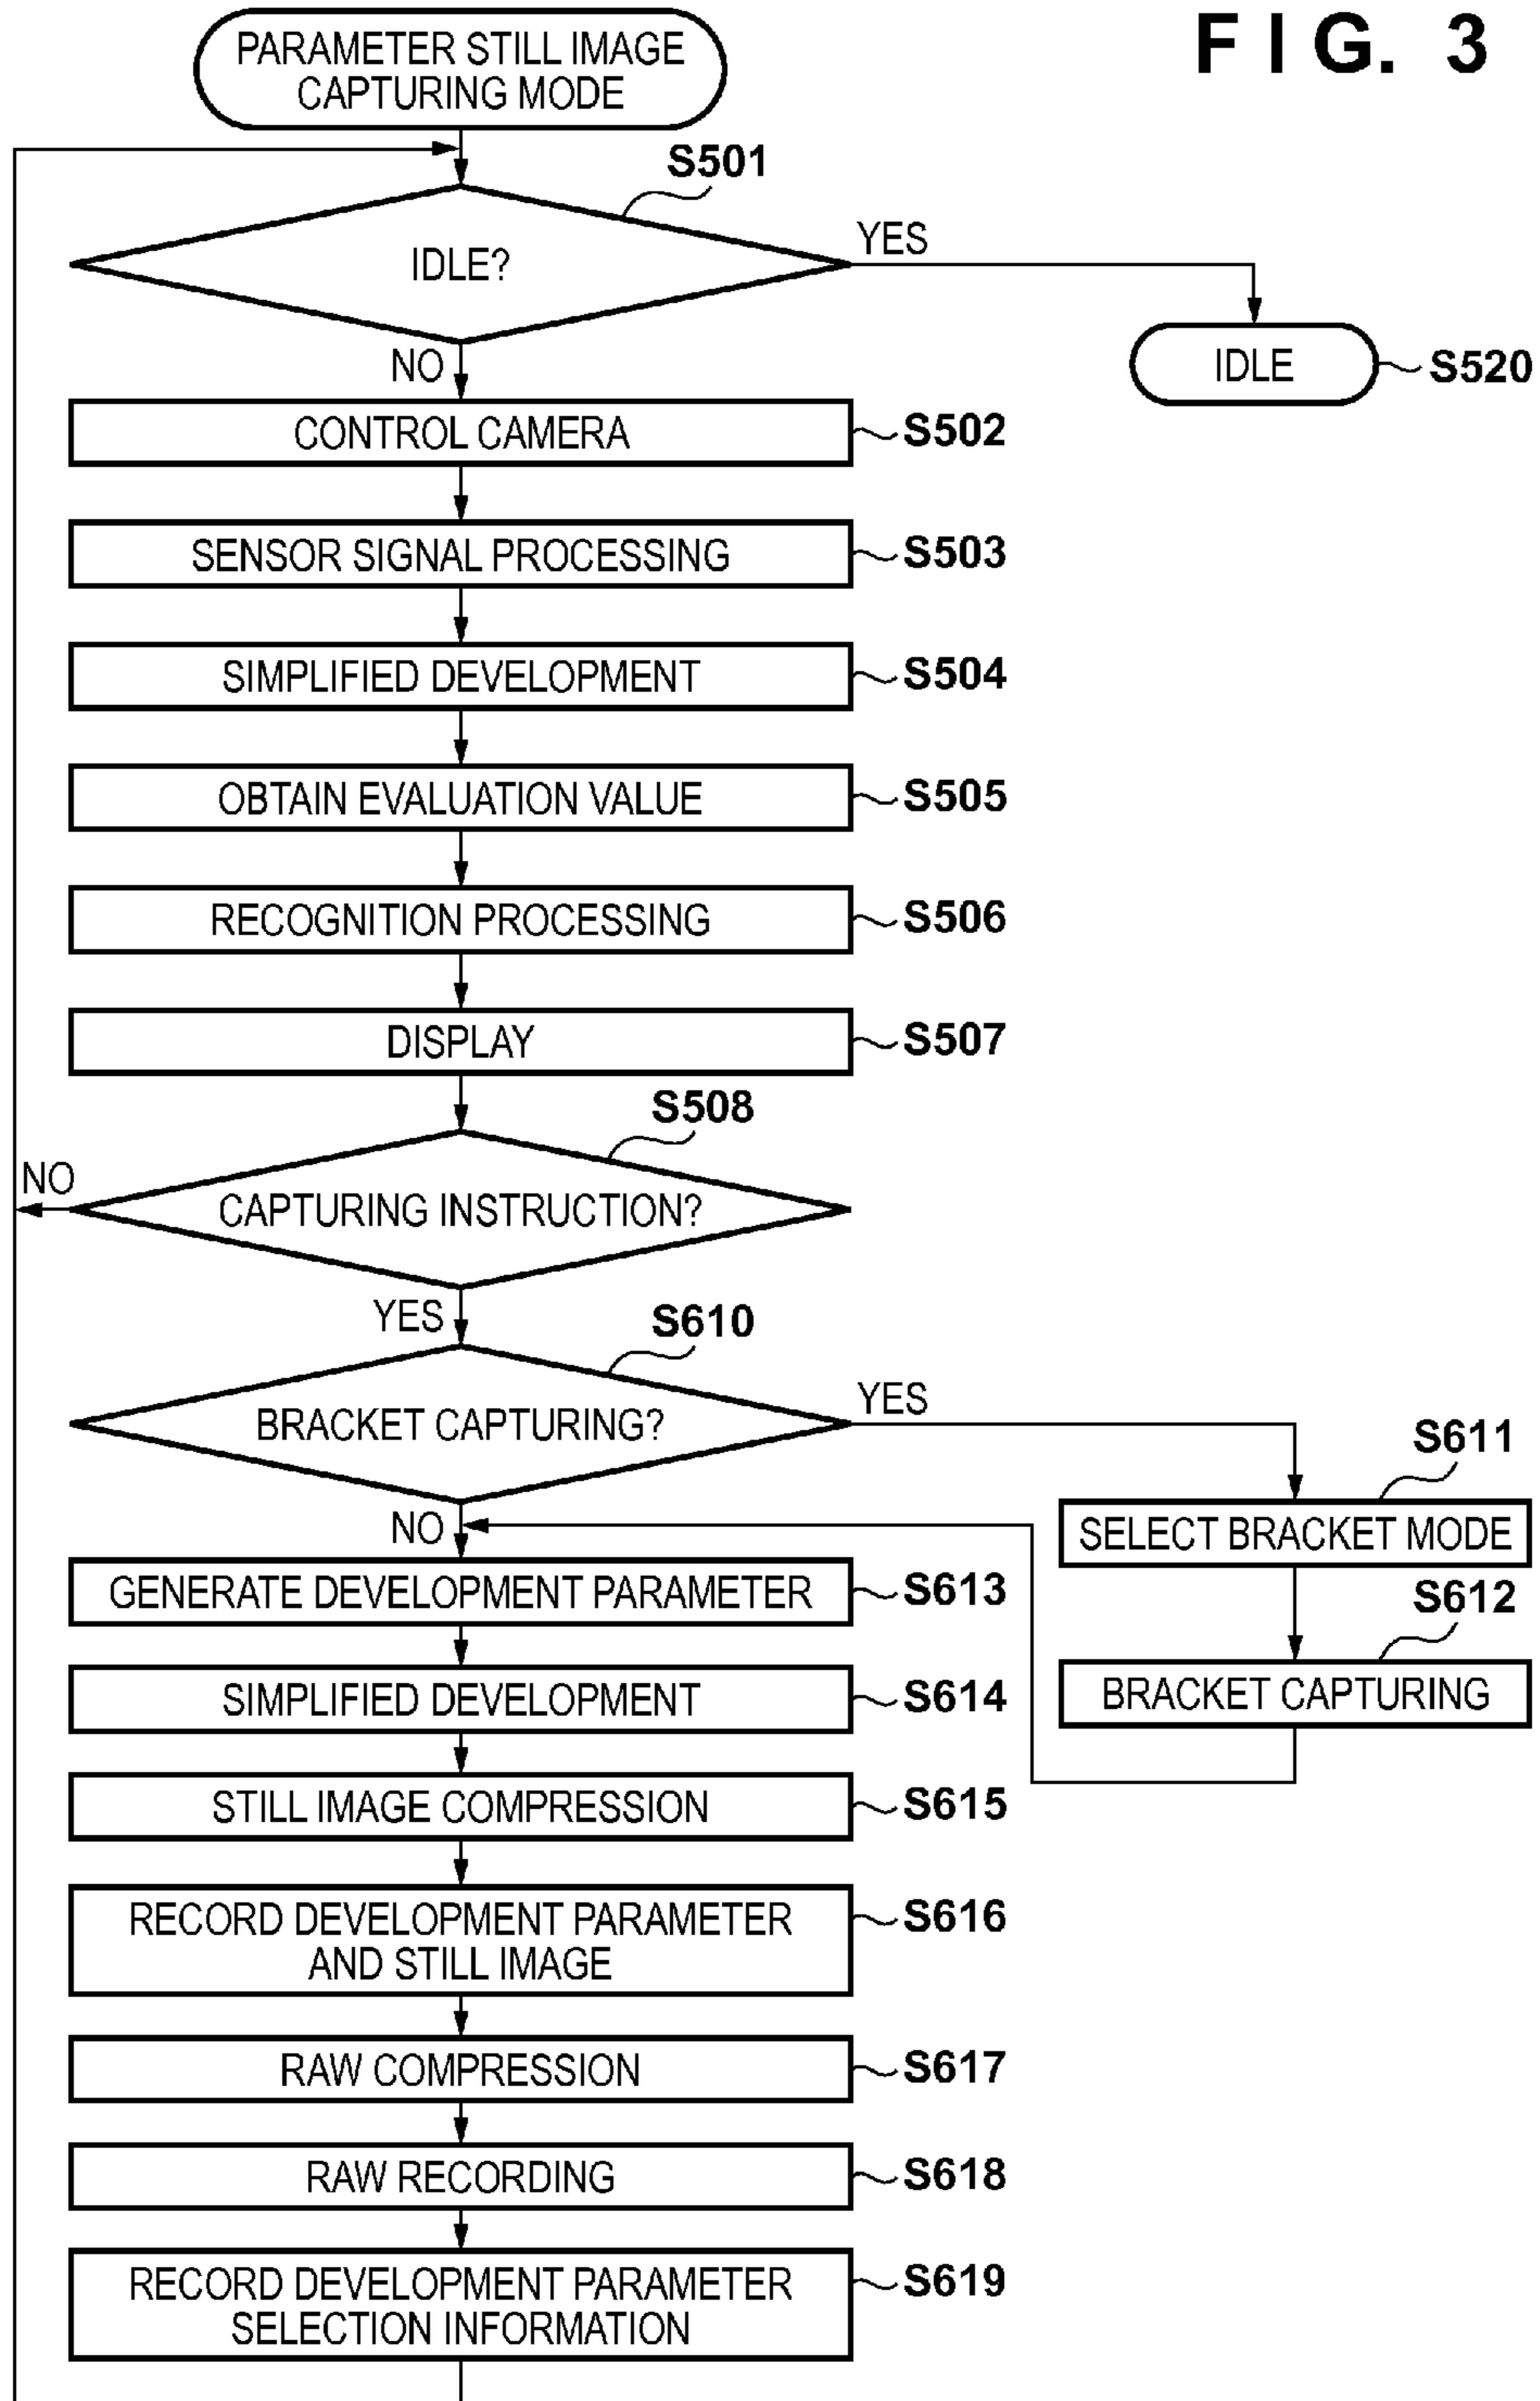 FIG. 3
PARAMETER STILL IMAGE
CAPTURING MODE
S501
IDLE?
YES
NO
IDLE
S520
CONTROL CAMERA
S502
SENSOR SIGNAL PROCESSING
S503
SIMPLIFIED DEVELOPMENT
S504
OBTAIN EVALUATION VALUE
S505
RECOGNITION PROCESSING
S506
DISPLAY
S507
S508
NO
CAPTURING INSTRUCTION?
YES
S610
BRACKET CAPTURING?
YES
S611
SELECT BRACKET MODE
S612
BRACKET CAPTURING
NO
GENERATE DEVELOPMENT PARAMETER
S613
SIMPLIFIED DEVELOPMENT
S614
STILL IMAGE COMPRESSION
S615
RECORD DEVELOPMENT PARAMETER
AND STILL IMAGE
S616
RAW COMPRESSION
S617
RAW RECORDING
S618
RECORD DEVELOPMENT PARAMETER
SELECTION INFORMATION
S619